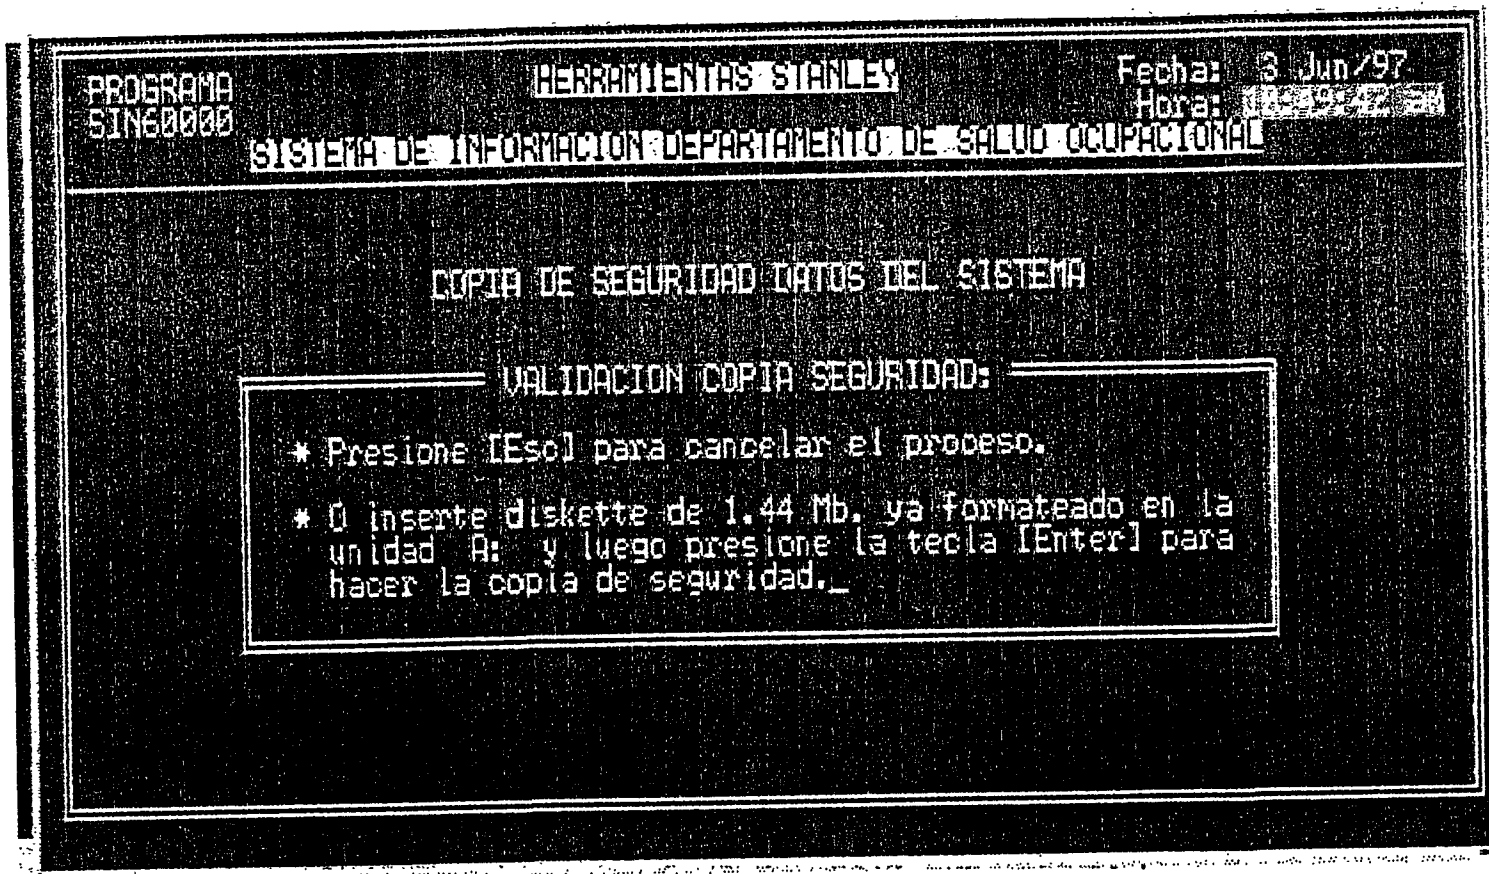 PROGRAMA
SIN60000
HERRAMIENTAS STANLEY
Fecha: 3 Jun/97
Hora: am
SISTEMA DE INFORMACION DEPARTAMENTO DE SALUD OCUPACIONAL
COPIA DE SEGURIDAD DATOS DEL SISTEMA
VALIDACION COPIA SEGURIDAD:
* Presione [Esc] para cancelar el proceso.
* O inserte diskette de 1.44 Mb. ya formateado en la
unidad A: y luego presione la tecla [Enter] para
hacer la copia de seguridad._